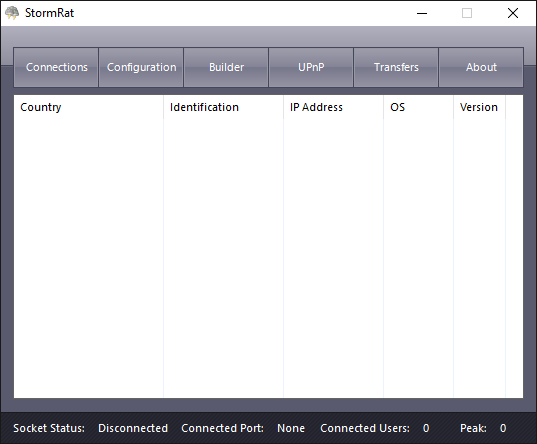 StormRat
Connections Configuration Builder UPnP Transfers About
Country Identification IP Address OS Version
Socket Status: Disconnected Connected Port: None Connected Users: 0 Peak: 0